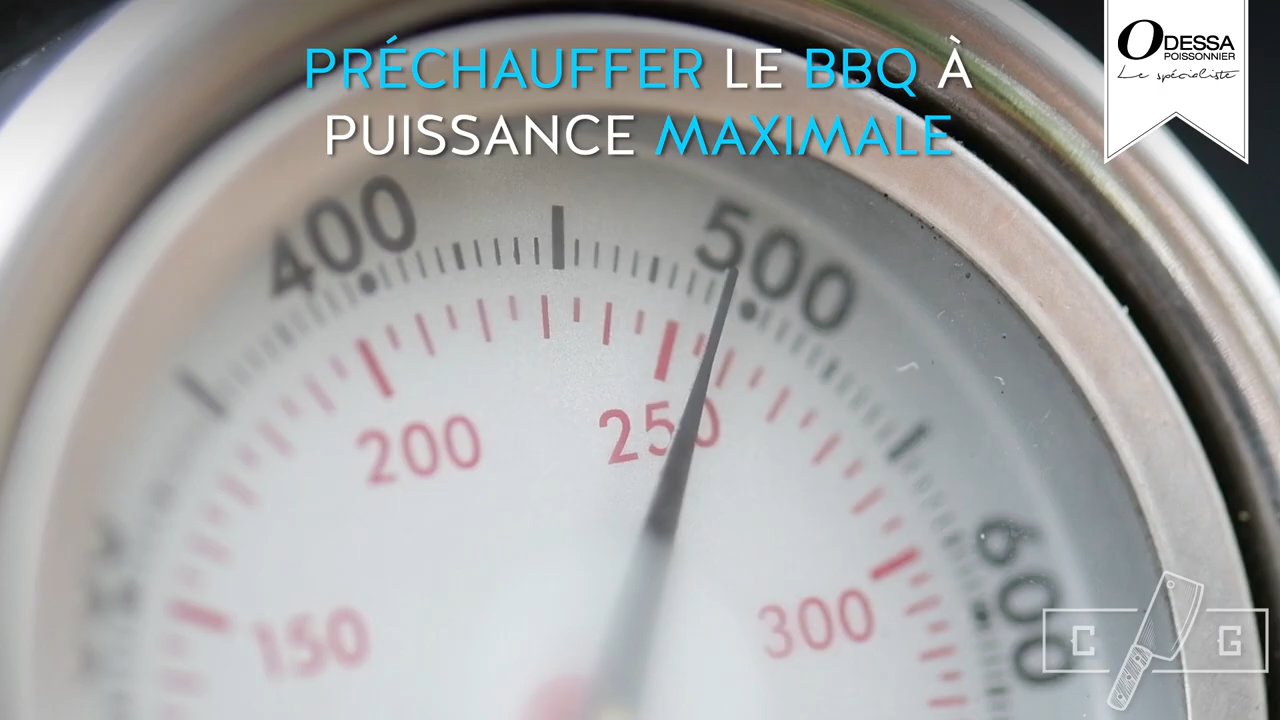 PRÉCHAUFFER LE BBQ À
PUISSANCE MAXIMALE
ODESSA
POISSONNIER
Le spécialiste
400
500
600
150
200
250
300
C G